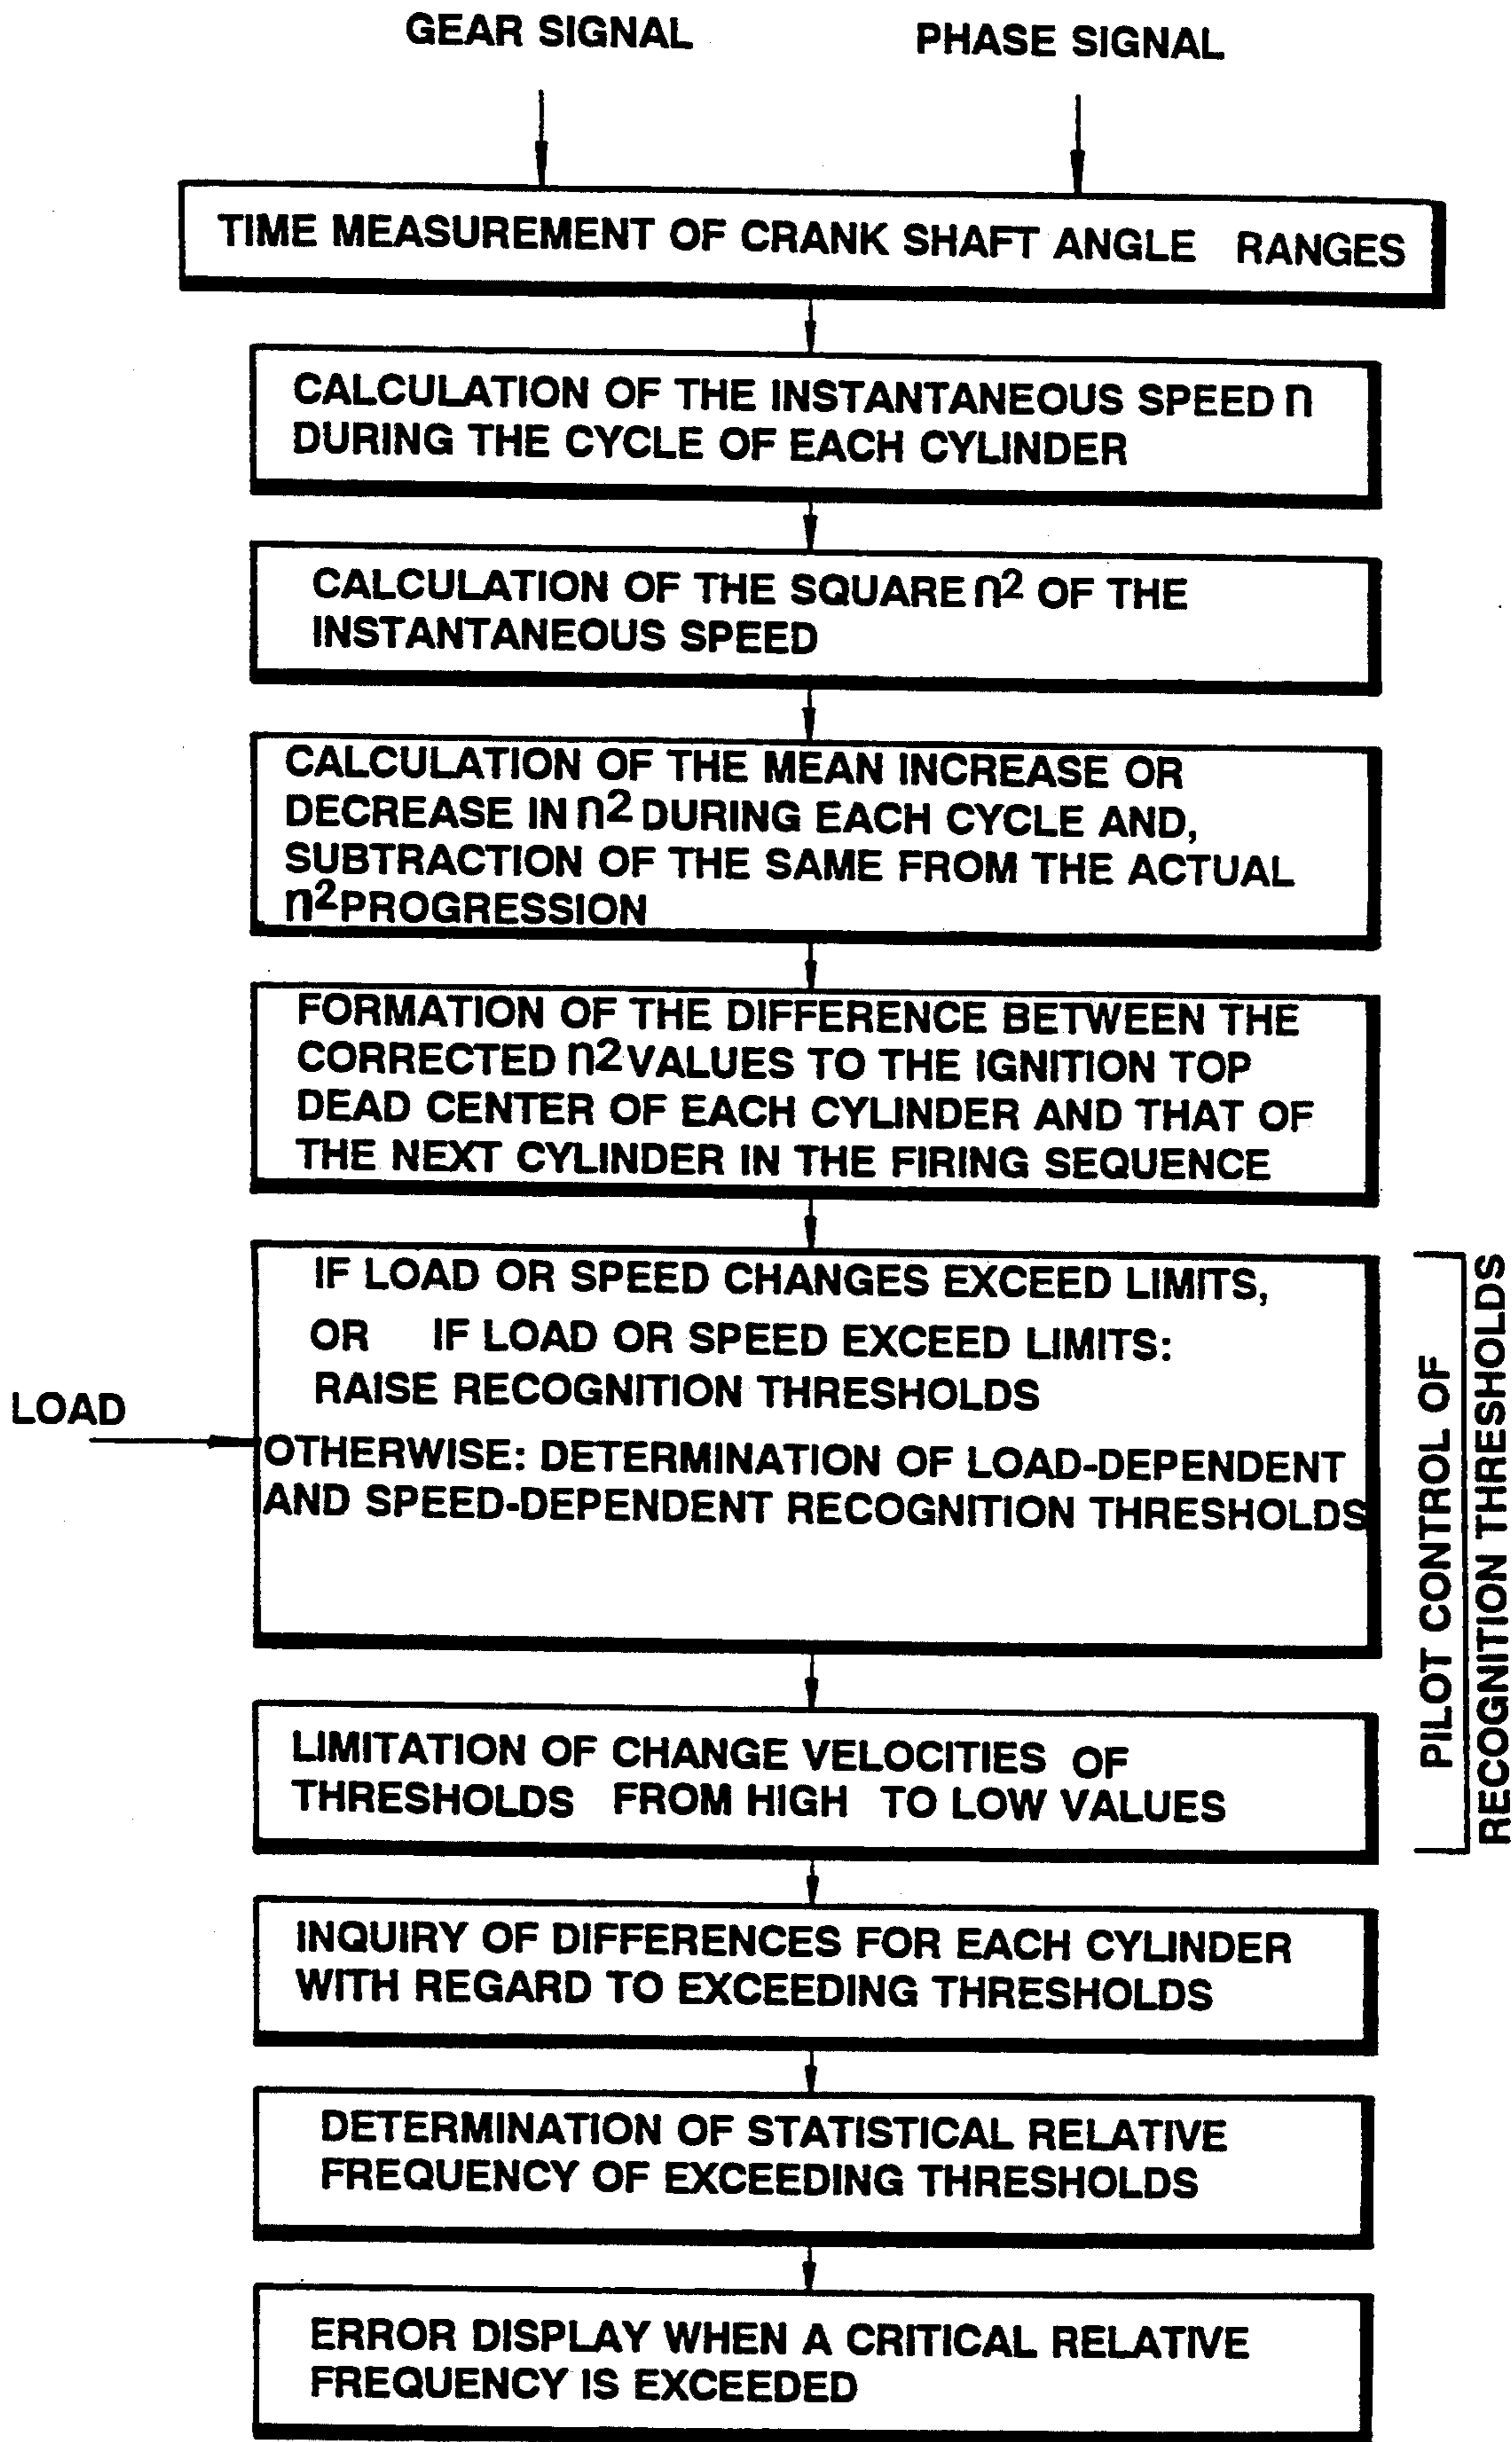 GEAR SIGNAL
PHASE SIGNAL
TIME MEASUREMENT OF CRANK SHAFT ANGLE RANGES
CALCULATION OF THE INSTANTANEOUS SPEED n
DURING THE CYCLE OF EACH CYLINDER
CALCULATION OF THE SQUARE n² OF THE
INSTANTANEOUS SPEED
CALCULATION OF THE MEAN INCREASE OR
DECREASE IN n² DURING EACH CYCLE AND,
SUBTRACTION OF THE SAME FROM THE ACTUAL
n² PROGRESSION
FORMATION OF THE DIFFERENCE BETWEEN THE
CORRECTED n² VALUES TO THE IGNITION TOP
DEAD CENTER OF EACH CYLINDER AND THAT OF
THE NEXT CYLINDER IN THE FIRING SEQUENCE
IF LOAD OR SPEED CHANGES EXCEED LIMITS,
OR IF LOAD OR SPEED EXCEED LIMITS:
RAISE RECOGNITION THRESHOLDS
LOAD
OTHERWISE: DETERMINATION OF LOAD-DEPENDENT
AND SPEED-DEPENDENT RECOGNITION THRESHOLDS
PILOT CONTROL OF
RECOGNITION THRESHOLDS
LIMITATION OF CHANGE VELOCITIES OF
THRESHOLDS FROM HIGH TO LOW VALUES
INQUIRY OF DIFFERENCES FOR EACH CYLINDER
WITH REGARD TO EXCEEDING THRESHOLDS
DETERMINATION OF STATISTICAL RELATIVE
FREQUENCY OF EXCEEDING THRESHOLDS
ERROR DISPLAY WHEN A CRITICAL RELATIVE
FREQUENCY IS EXCEEDED